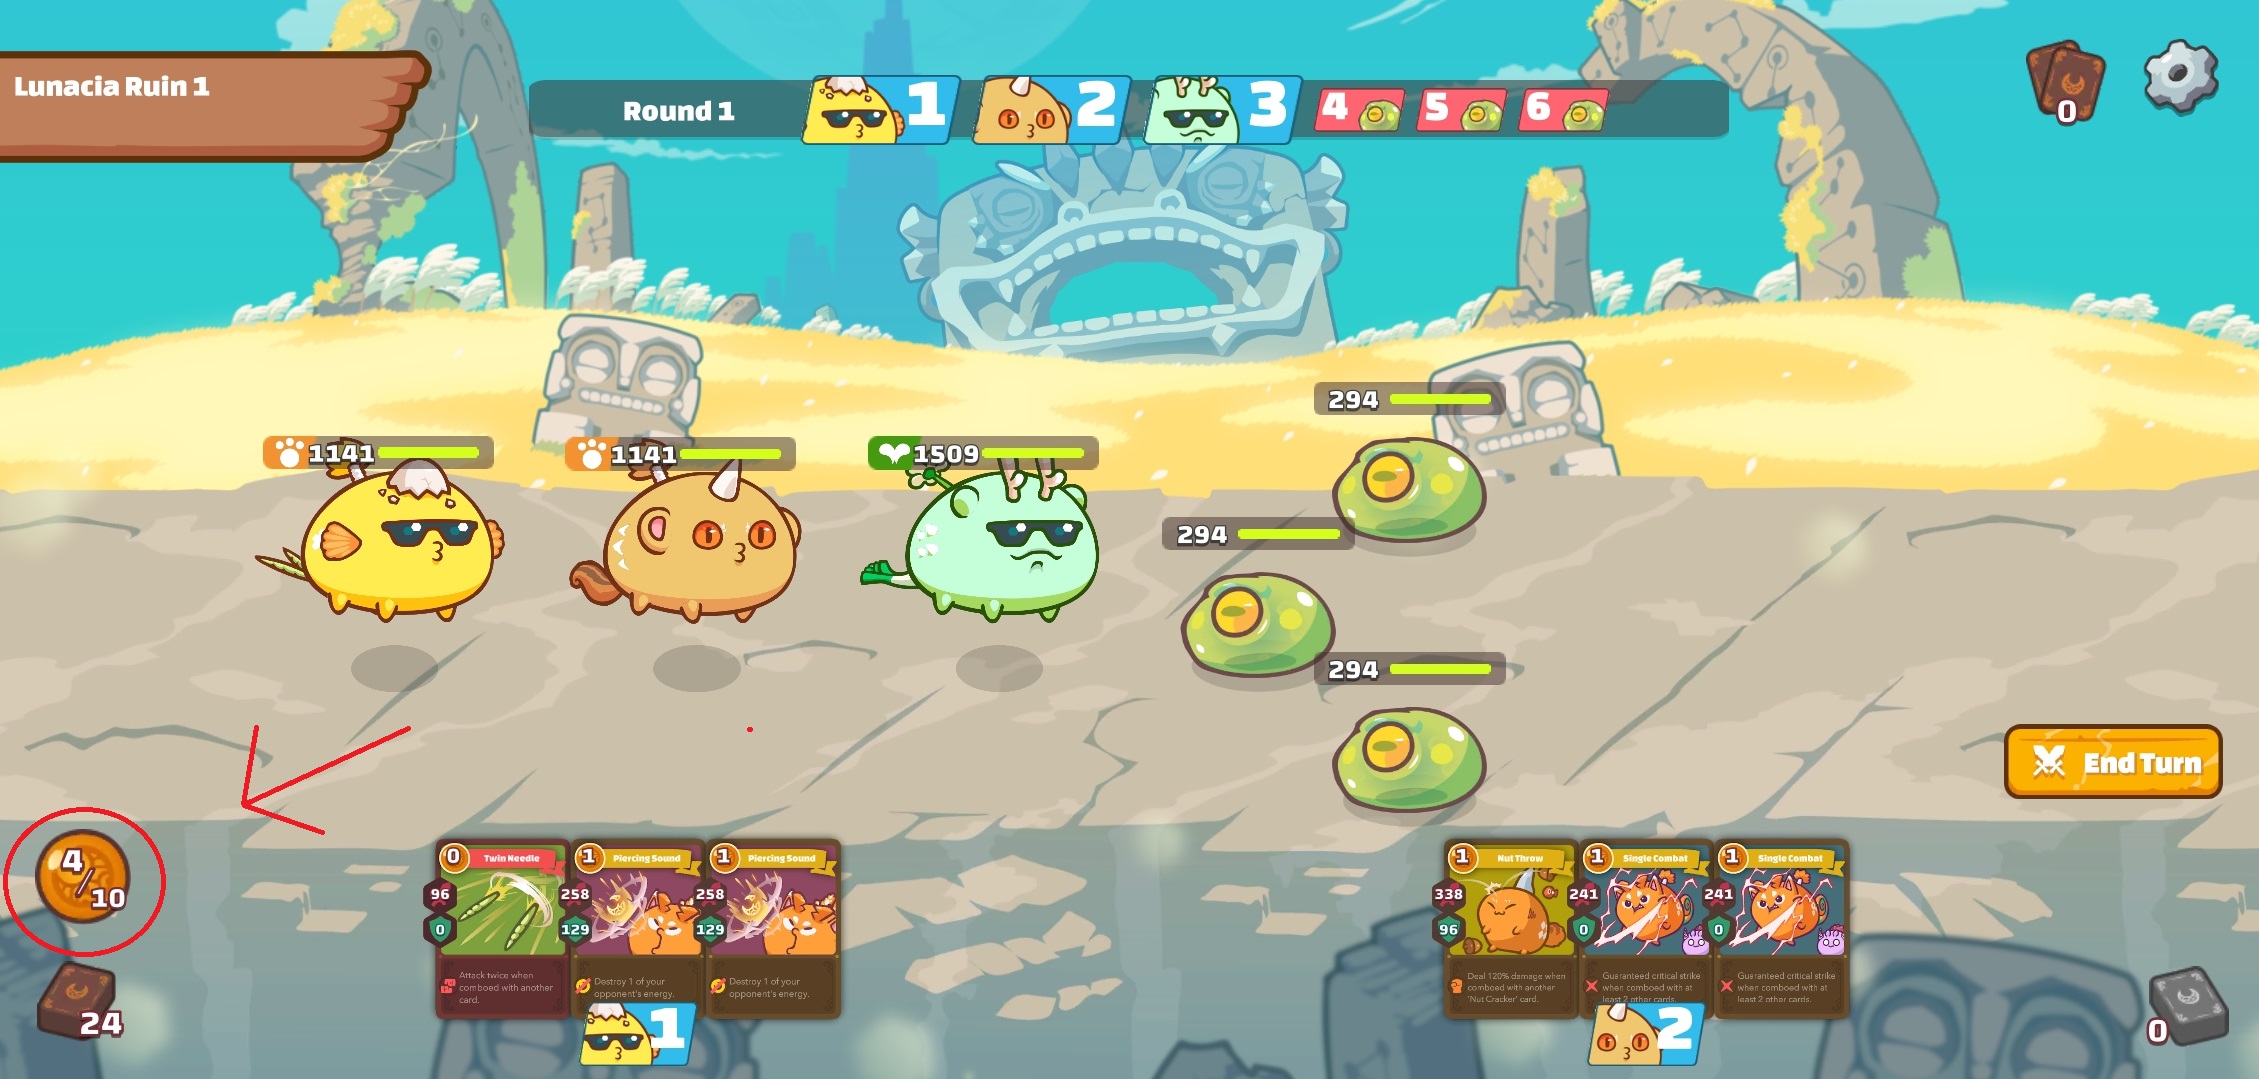 Lunacia Ruin 1
Round 1
1
2
3
4
5
6
0
1141
1141
1509
294
294
294
End Turn
4/10
24
0
Twin Needle
96
0
Attack twice when
comboed with another
card.
1
Piercing Sound
258
129
Destroy 1 of your
opponent's energy.
1
Piercing Sound
258
129
Destroy 1 of your
opponent's energy.
1
1
Nut Throw
338
96
Deal 120% damage when
comboed with another
'Nut Cracker' card.
1
Single Combat
241
0
Guaranteed critical strike
when comboed with at
least 2 other cards.
1
Single Combat
241
0
Guaranteed critical strike
when comboed with at
least 2 other cards.
2
0